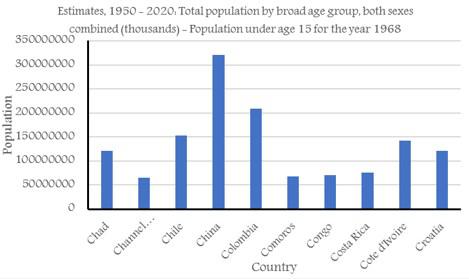 Estimates, 1950 - 2020: Total population by broad age group, both sexes
combined (thousands) - Population under age 15 for the year 1968
350000000
300000000
250000000
200000000
150000000
100000000
50000000
0
Population
Chad
Channel…
Chile
China
Colombia
Comoros
Congo
Costa Rica
Cote d'Ivoire
Croatia
Country